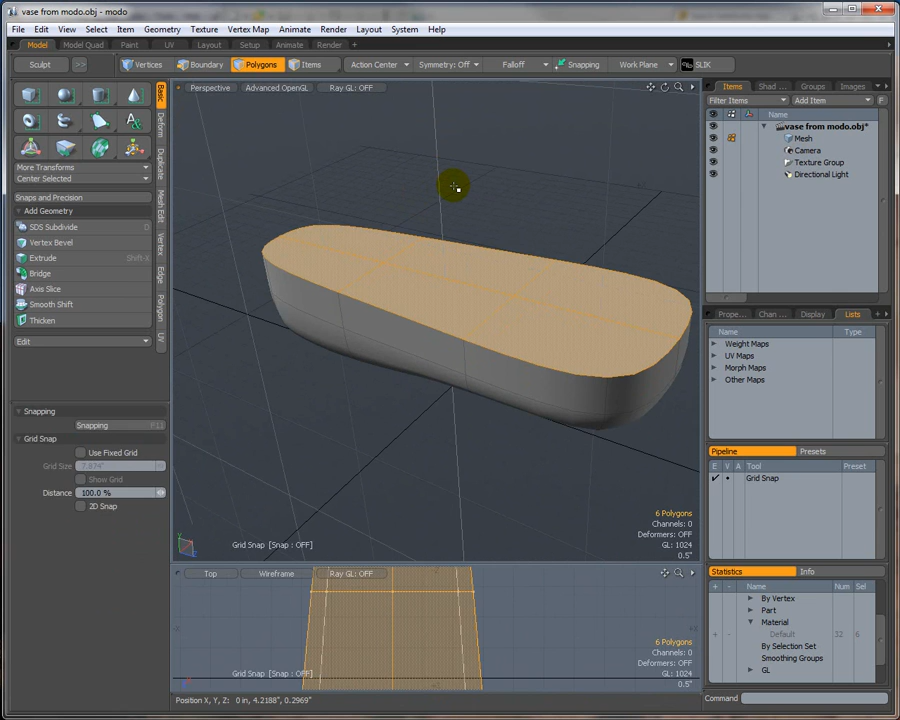 vase from modo.obj - modo
File Edit View Select Item Geometry Texture Vertex Map Animate Render Layout System Help
Model Model Quad Paint UV Layout Setup Animate Render +
Sculpt >> Vertices Boundary Polygons Items Action Center Symmetry: Off Falloff Snapping Work Plane SLIK
Perspective Advanced OpenGL Ray GL: OFF
Items Shad ... Groups Images
Filter Items Add Item F
Name
vase from modo.obj*
Mesh
Camera
Texture Group
Directional Light
Basic
Deform
Duplicate
Mesh Edit
Vertex
Edge
Polygon
UV
More Transforms
Center Selected
Snaps and Precision
Add Geometry
SDS Subdivide D
Vertex Bevel
Extrude Shift-X
Bridge
Axis Slice
Smooth Shift
Thicken
Edit
Snapping
Snapping F11
Grid Snap
Use Fixed Grid
Grid Size 7.874"
Show Grid
Distance 100.0 %
2D Snap
6 Polygons
Channels: 0
Deformers: OFF
GL: 1024
0.5"
Grid Snap [Snap : OFF]
Prope... Chan ... Display Lists +
Name Type
Weight Maps
UV Maps
Morph Maps
Other Maps
Pipeline Presets
E V A Tool Preset
Grid Snap
Top Wireframe Ray GL: OFF
6 Polygons
Channels: 0
Deformers: OFF
GL: 1024
0.5"
Grid Snap [Snap : OFF]
Statistics Info
+ - Name Num Sel
By Vertex
Part
Material
+ - Default 32 6
By Selection Set
Smoothing Groups
GL
Position X, Y, Z: 0 in, 4.2188", 0.2969"
Command